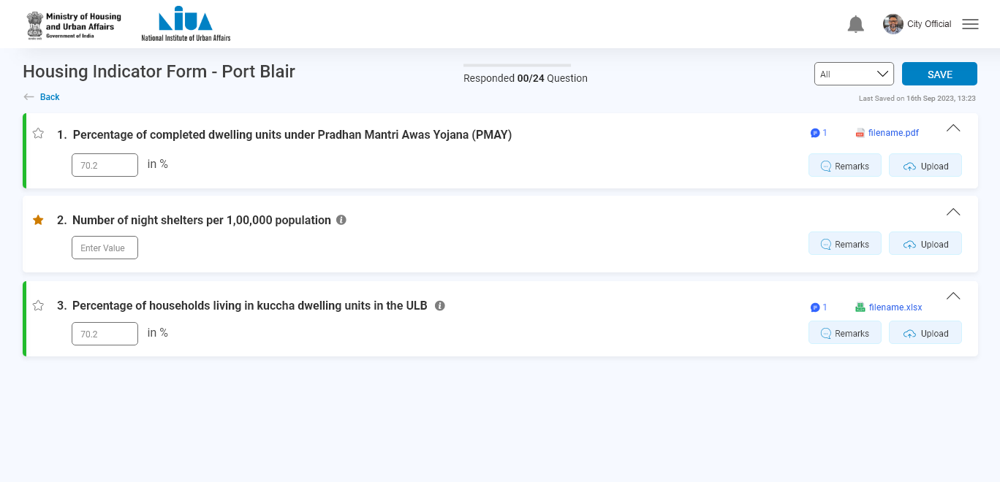 Ministry of Housing
and Urban Affairs
Government of India
NIUA
National Institute of Urban Affairs
City Official
Housing Indicator Form - Port Blair
Responded 00/24 Question
All
SAVE
Back
Last Saved on 16th Sep 2023, 13:23
1. Percentage of completed dwelling units under Pradhan Mantri Awas Yojana (PMAY)
1
filename.pdf
70.2 in %
Remarks
Upload
2. Number of night shelters per 1,00,000 population
Enter Value
Remarks
Upload
3. Percentage of households living in kuccha dwelling units in the ULB
1
filename.xlsx
70.2 in %
Remarks
Upload